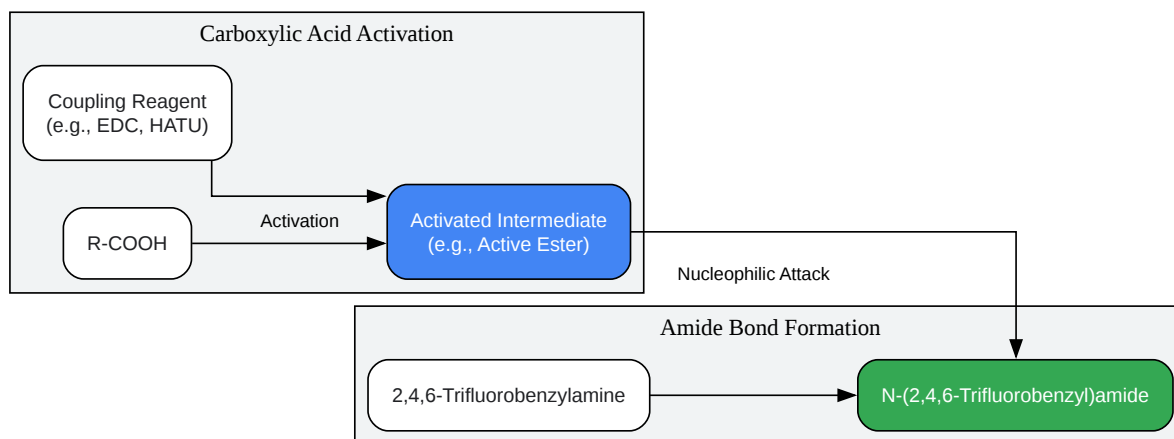 Carboxylic Acid Activation
Coupling Reagent
(e.g., EDC, HATU)
R-COOH
Activation
Activated Intermediate
(e.g., Active Ester)
Nucleophilic Attack
Amide Bond Formation
2,4,6-Trifluorobenzylamine
N-(2,4,6-Trifluorobenzyl)amide